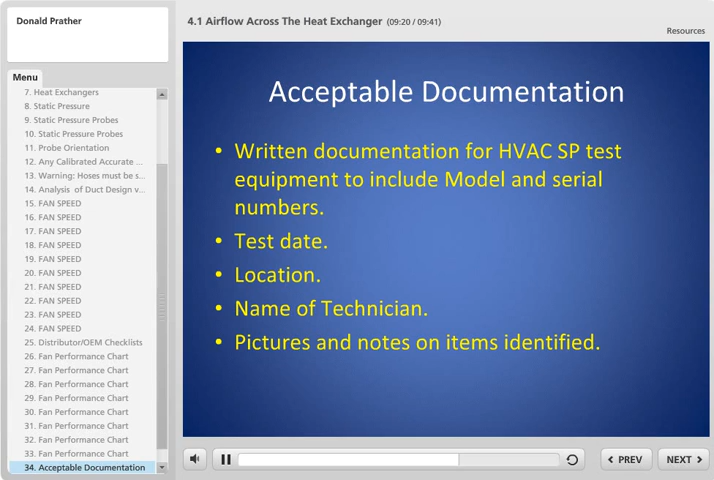 Donald Prather
4.1 Airflow Across The Heat Exchanger (09:20 / 09:41)
Resources
Menu
7. Heat Exchangers
8. Static Pressure
9. Static Pressure Probes
10. Static Pressure Probes
11. Probe Orientation
12. Any Calibrated Accurate ...
13. Warning: Hoses must be s...
14. Analysis of Duct Design v...
15. FAN SPEED
16. FAN SPEED
17. FAN SPEED
18. FAN SPEED
19. FAN SPEED
20. FAN SPEED
21. FAN SPEED
22. FAN SPEED
23. FAN SPEED
24. FAN SPEED
25. Distributor/OEM Checklists
26. Fan Performance Chart
27. Fan Performance Chart
28. Fan Performance Chart
29. Fan Performance Chart
30. Fan Performance Chart
31. Fan Performance Chart
32. Fan Performance Chart
33. Fan Performance Chart
34. Acceptable Documentation
Acceptable Documentation
• Written documentation for HVAC SP test
equipment to include Model and serial
numbers.
• Test date.
• Location.
• Name of Technician.
• Pictures and notes on items identified.
PREV
NEXT